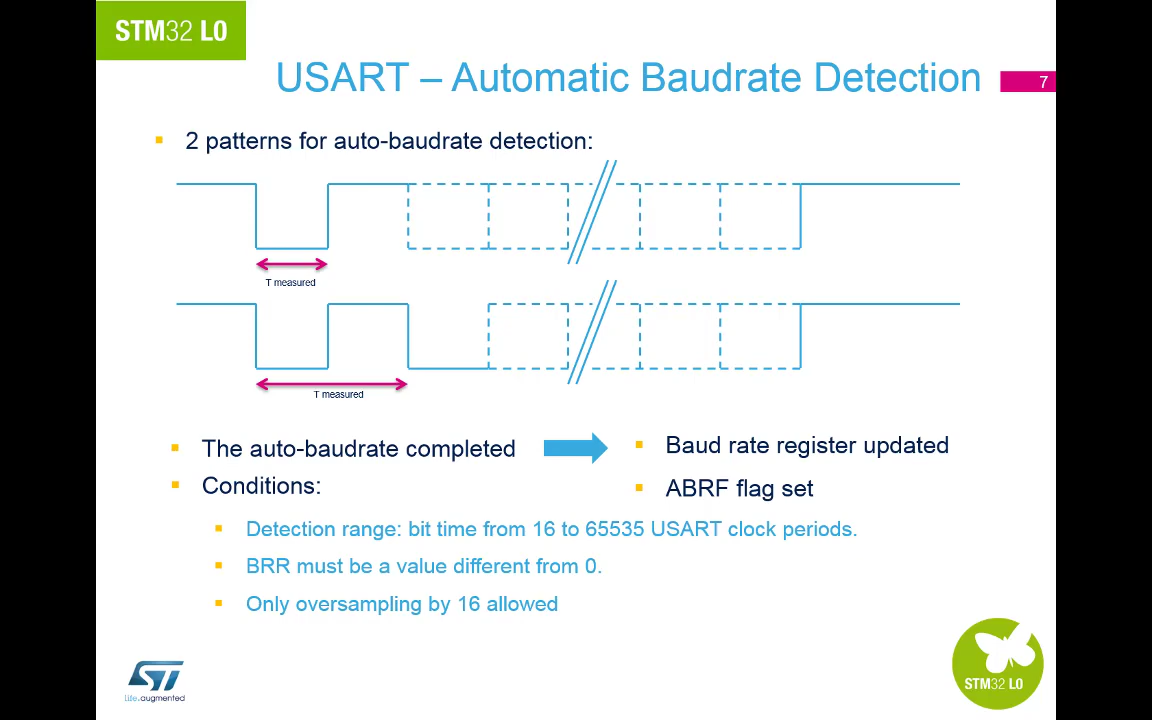 STM32 L0
USART – Automatic Baudrate Detection
7
2 patterns for auto-baudrate detection:
T measured
T measured
The auto-baudrate completed
Baud rate register updated
Conditions:
ABRF flag set
Detection range: bit time from 16 to 65535 USART clock periods.
BRR must be a value different from 0.
Only oversampling by 16 allowed
ST
life.augmented
STM32 L0